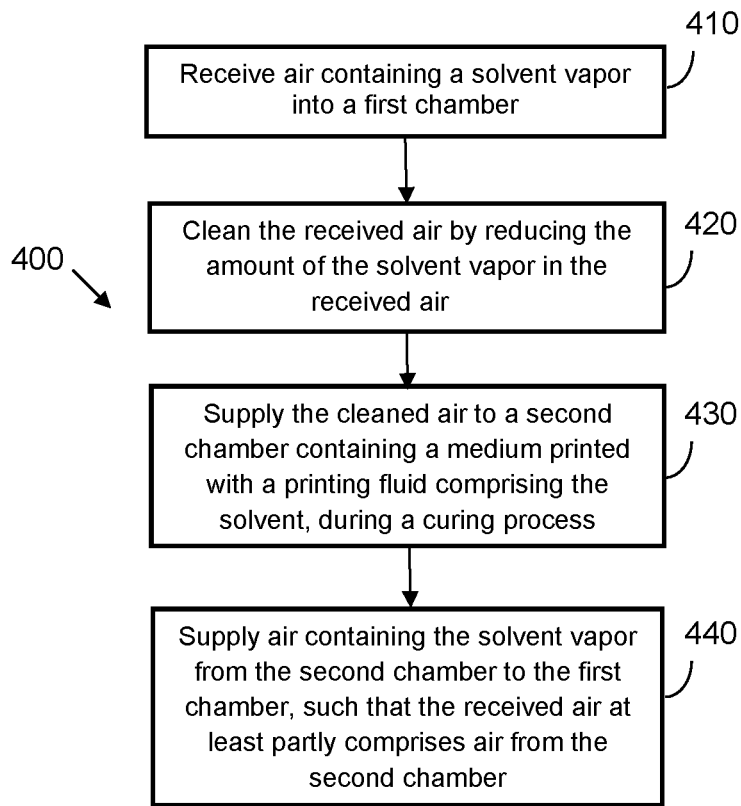 410
Receive air containing a solvent vapor
into a first chamber
420
Clean the received air by reducing the
amount of the solvent vapor in the
received air
400
430
Supply the cleaned air to a second
chamber containing a medium printed
with a printing fluid comprising the
solvent, during a curing process
440
Supply air containing the solvent vapor
from the second chamber to the first
chamber, such that the received air at
least partly comprises air from the
second chamber